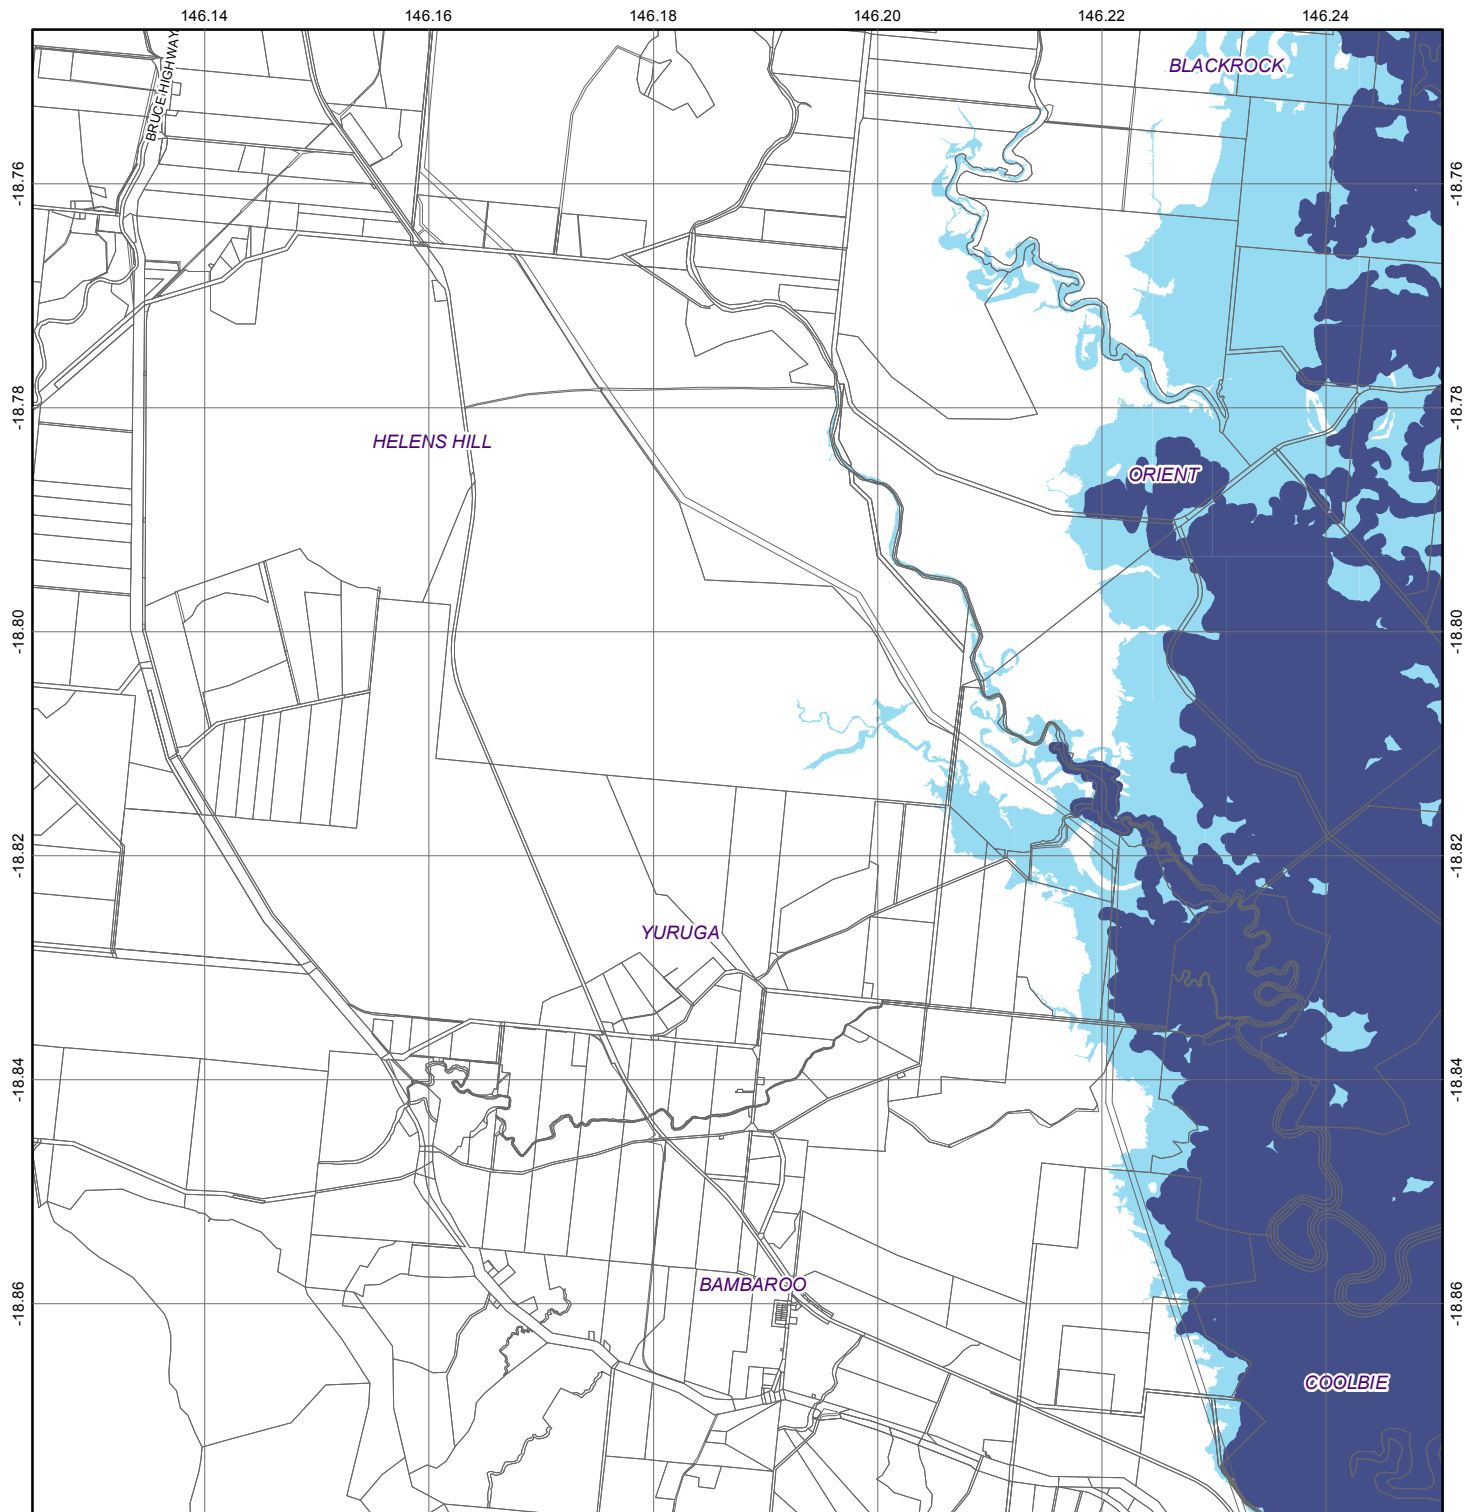 146.14 146.16 146.18 146.20 146.22 146.24
BLACKROCK
BRUCE HIGHWAY
-18.76 -18.76
-18.78 -18.78
HELENS HILL
ORIENT
-18.80 -18.80
-18.82 -18.82
YURUGA
-18.84 -18.84
BAMBAROO
-18.86 -18.86
COOLBIE